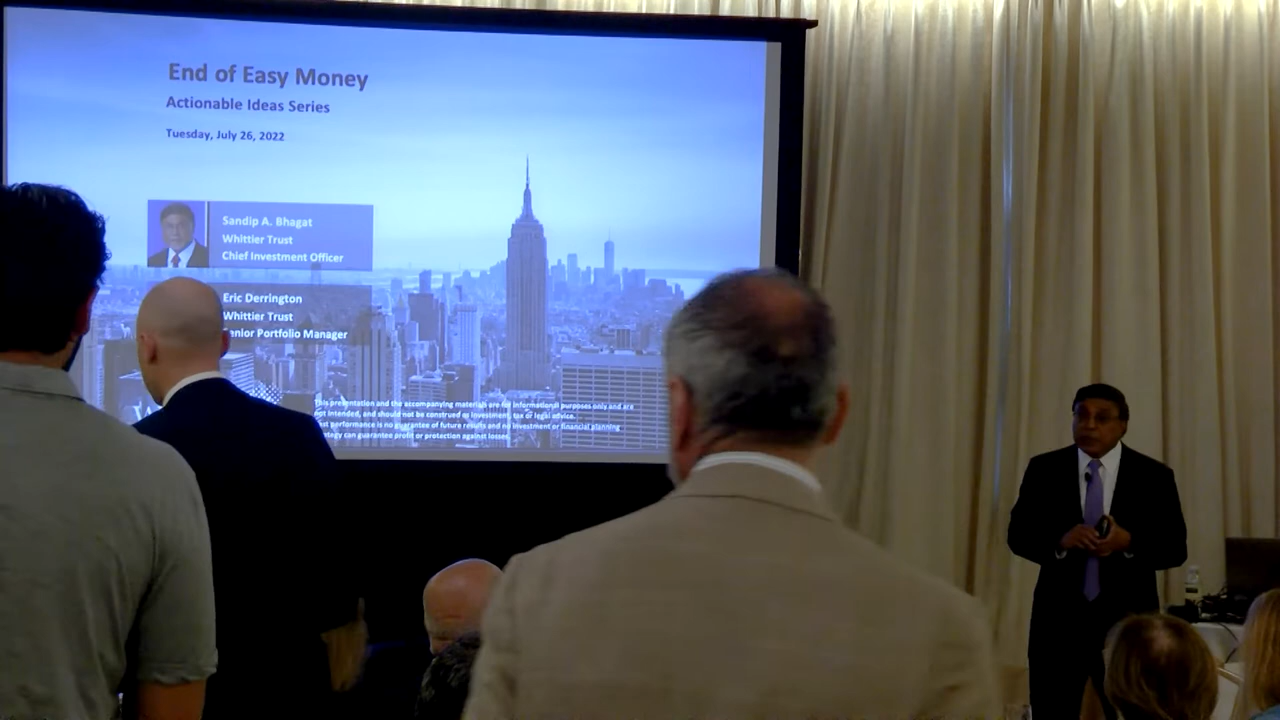 End of Easy Money
Actionable Ideas Series
Tuesday, July 26, 2022
Sandip A. Bhagat
Whittier Trust
Chief Investment Officer
Eric Derrington
Whittier Trust
enior Portfolio Manager
This presentation and the accompanying materials are for informational purposes only and are
not intended, and should not be construed as investment, tax or legal advice.
st performance is no guarantee of future results and no investment or financial planning
tegy can guarantee profit or protection against losses.